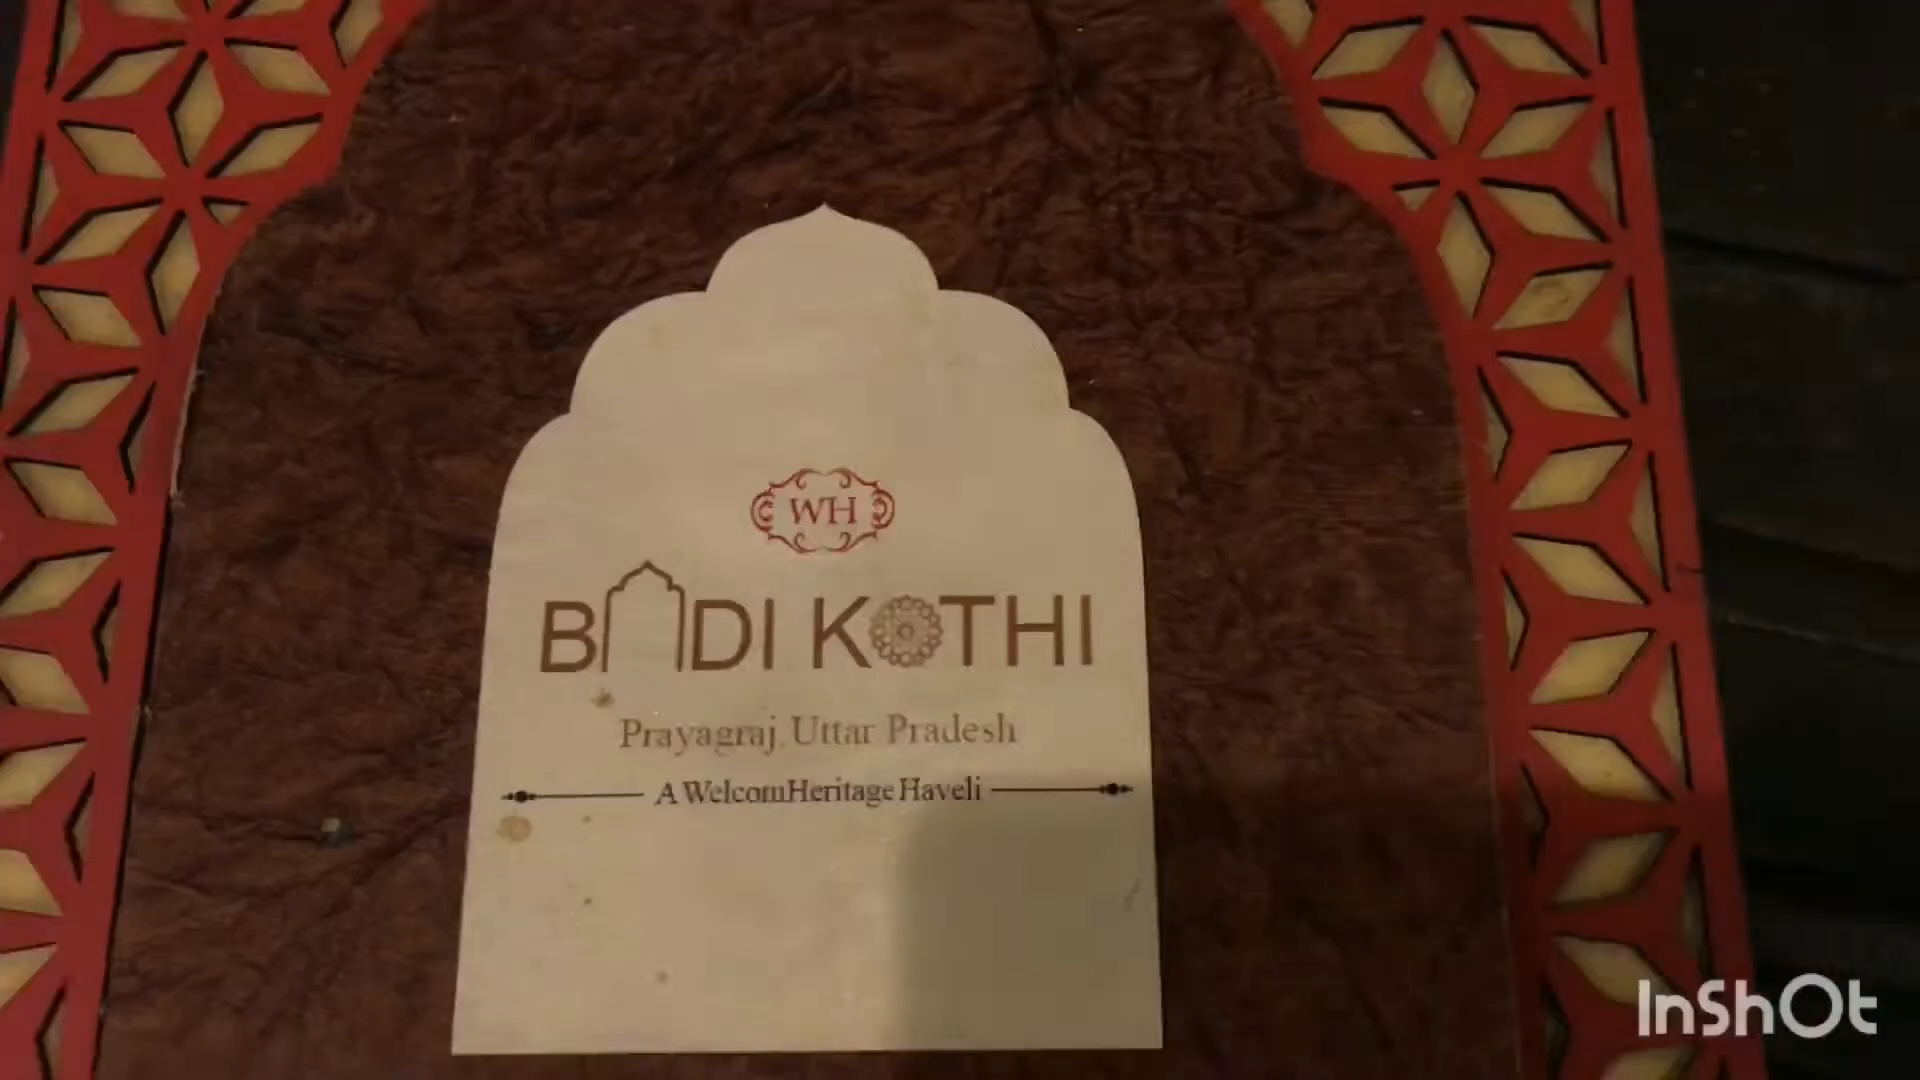 WH
BADI KOTHI
Prayagraj, Uttar Pradesh
A WelcomHeritage Haveli
InShOt